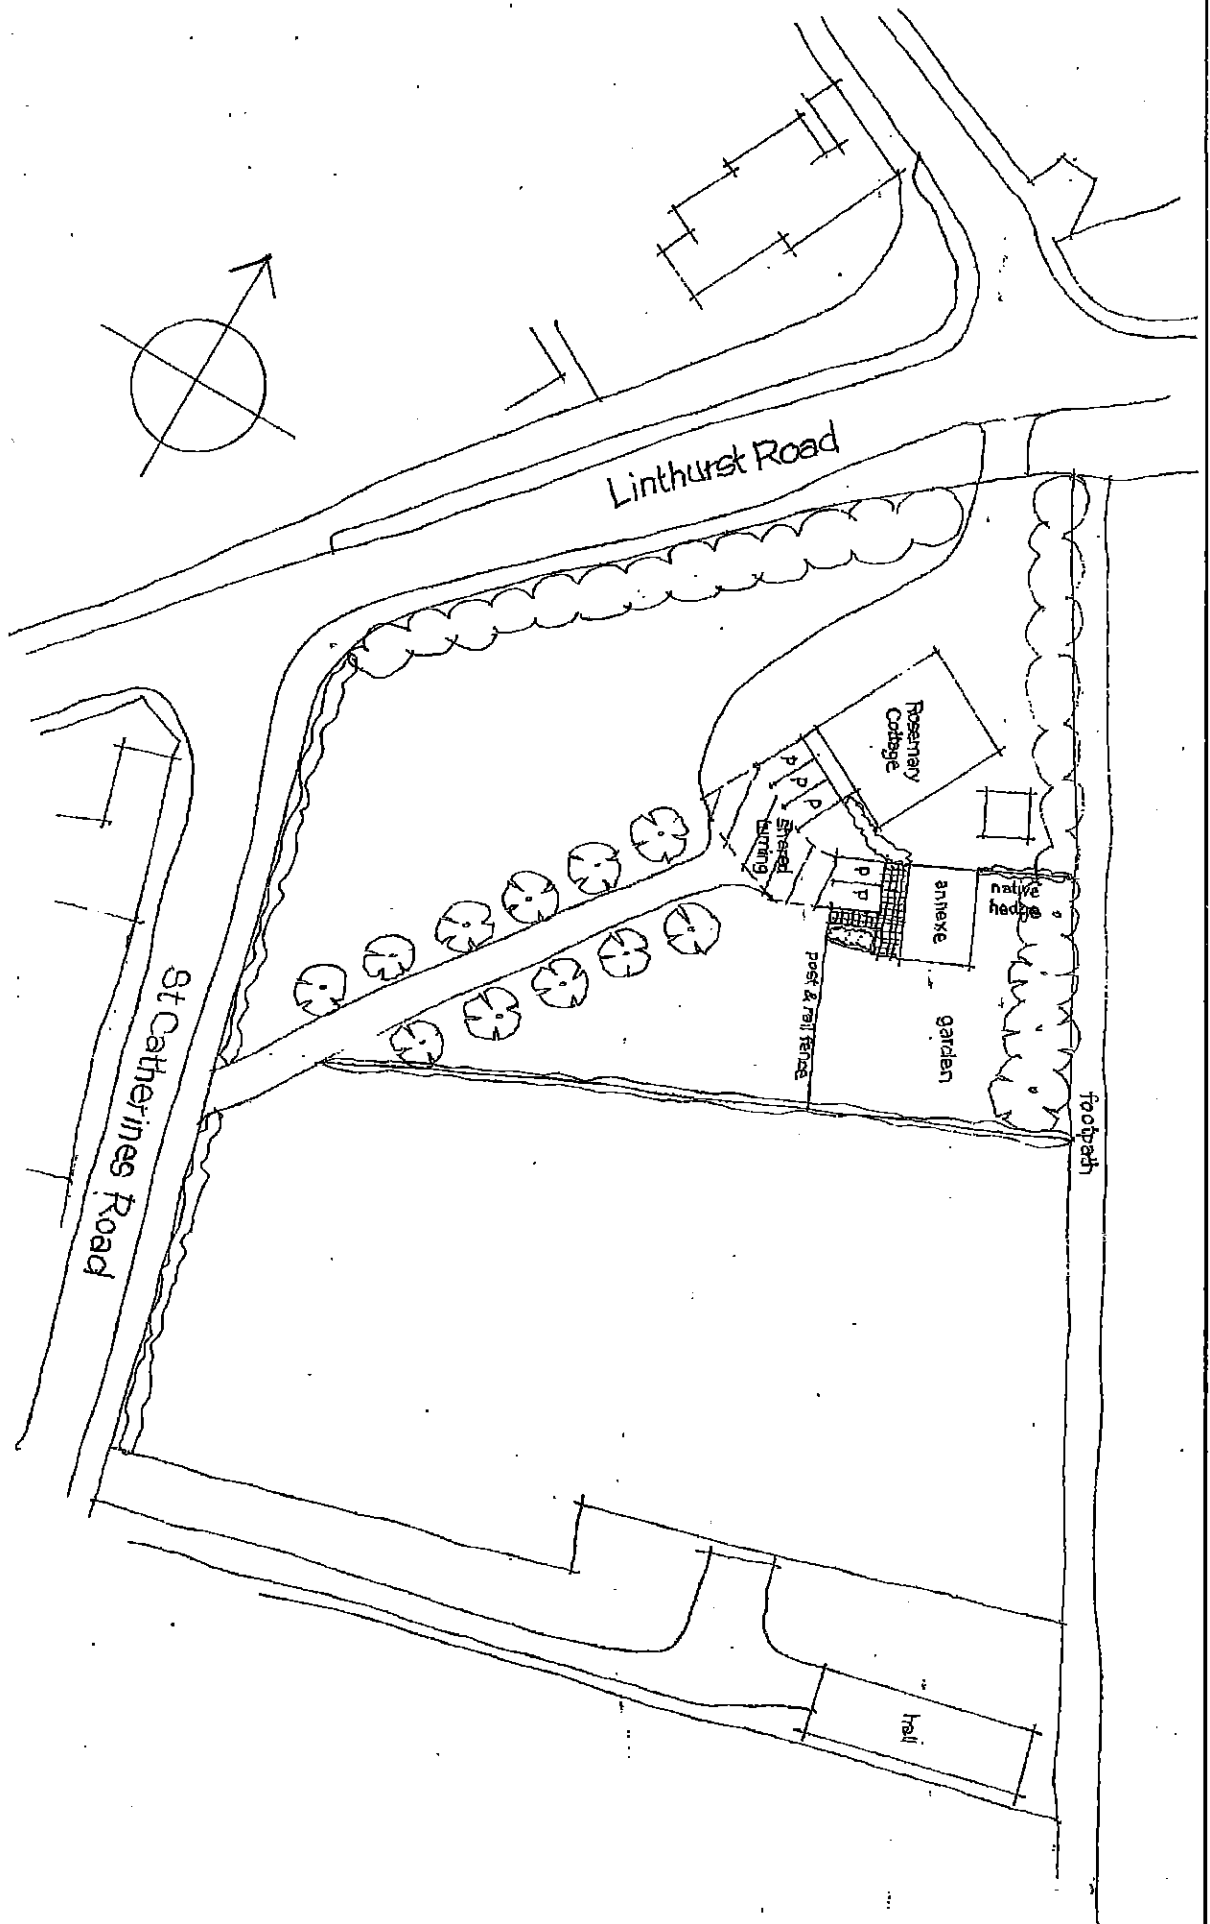 Linthurst Road
Rosemary
Cottage
P
P
P
shared
turning
P
P
annexe
native
hedge
post & rail fence
garden
footpath
St Catherines Road
hall